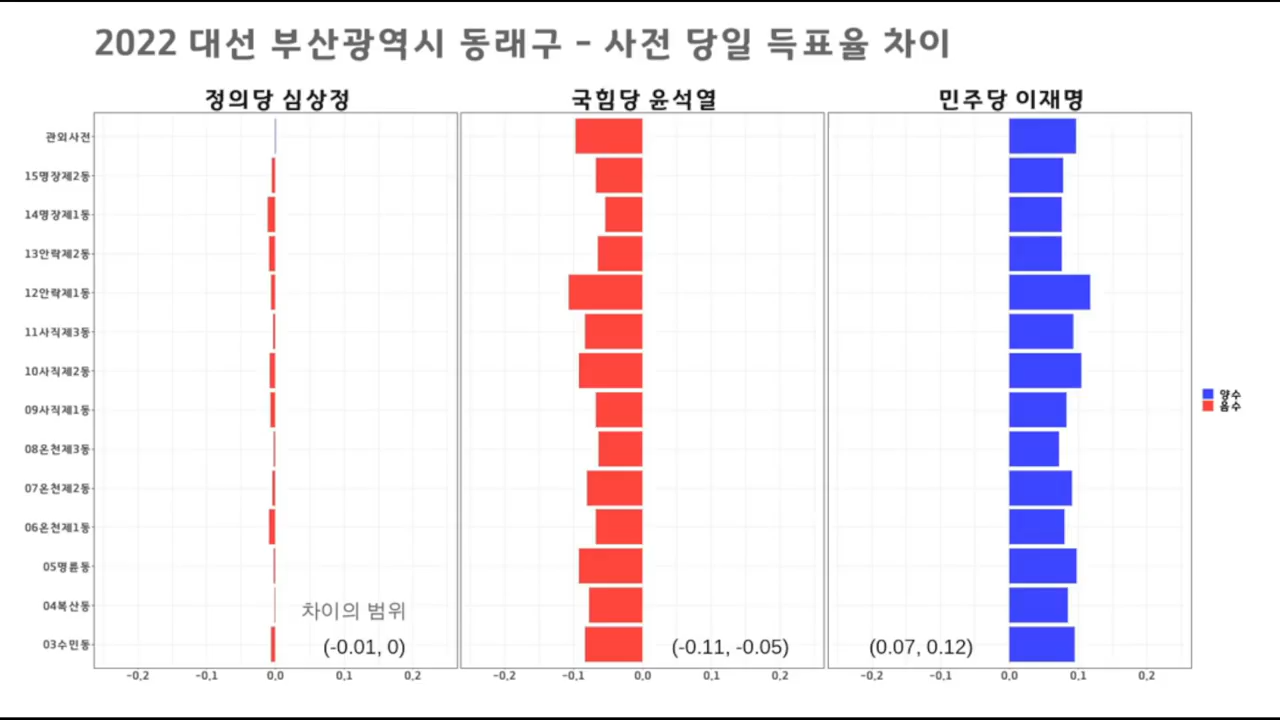 2022 대선 부산광역시 동래구 - 사전 당일 득표율 차이
정의당 심상정
국힘당 윤석열
민주당 이재명
관외사전
15명장제2동
14명장제1동
13안락제2동
12안락제1동
11사직제3동
10사직제2동
09사직제1동
08온천제3동
07온천제2동
06온천제1동
05명륜동
04복산동
03수민동
차이의 범위
(-0.01, 0)
(-0.11, -0.05)
(0.07, 0.12)
양수
음수
-0.2 -0.1 0.0 0.1 0.2
-0.2 -0.1 0.0 0.1 0.2
-0.2 -0.1 0.0 0.1 0.2